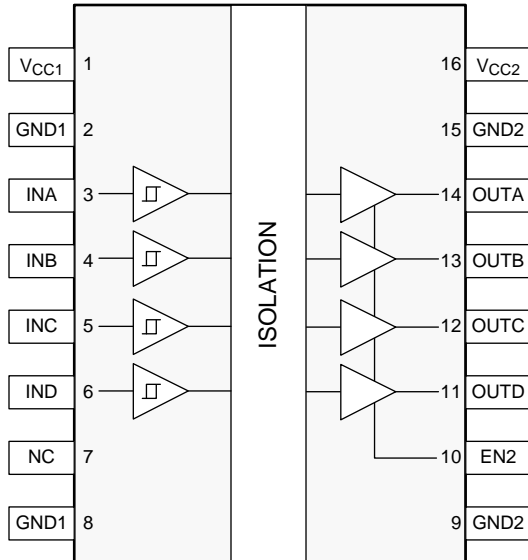 VCC1 1 16 VCC2
GND1 2 15 GND2
INA 3 14 OUTA
INB 4 13 OUTB
INC 5 12 OUTC
IND 6 11 OUTD
NC 7 10 EN2
GND1 8 9 GND2
ISOLATION